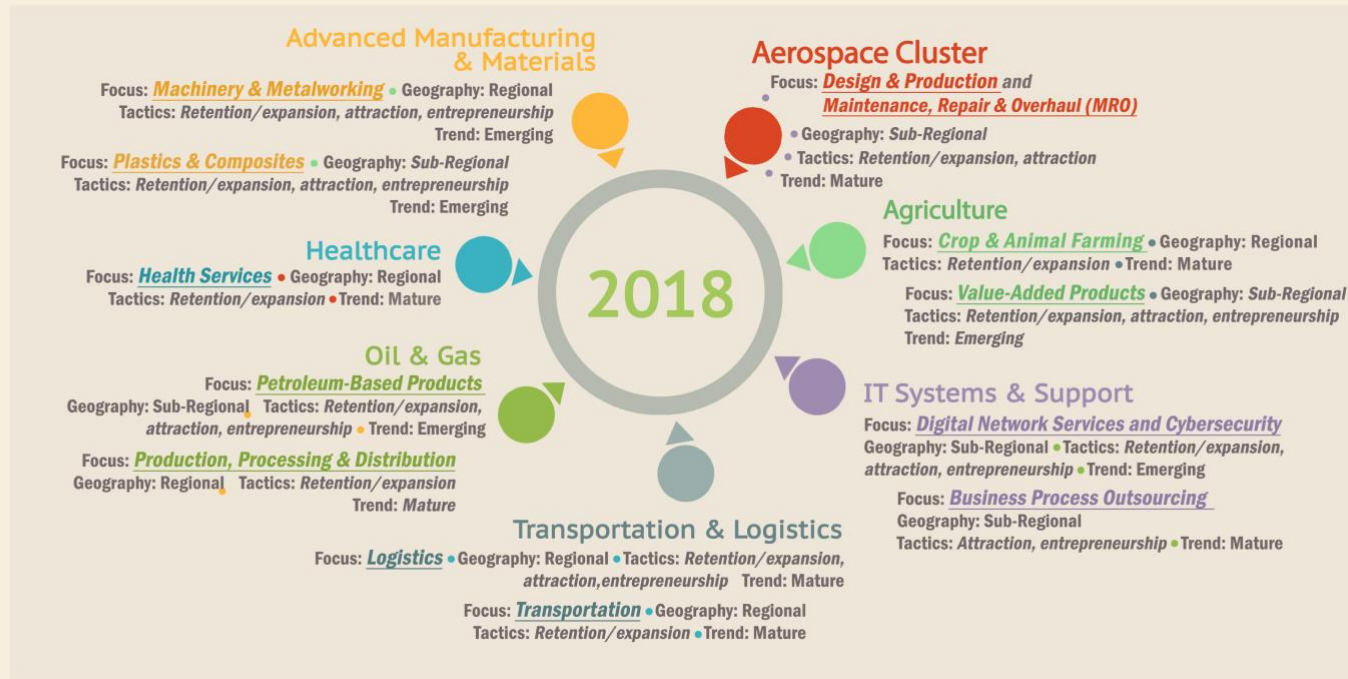 Advanced Manufacturing
& Materials
Focus: Machinery & Metalworking • Geography: Regional
Tactics: Retention/expansion, attraction, entrepreneurship
Trend: Emerging
Focus: Plastics & Composites • Geography: Sub-Regional
Tactics: Retention/expansion, attraction, entrepreneurship
Trend: Emerging
Healthcare
Focus: Health Services • Geography: Regional
Tactics: Retention/expansion • Trend: Mature
Oil & Gas
Focus: Petroleum-Based Products
Geography: Sub-Regional • Tactics: Retention/expansion,
attraction, entrepreneurship • Trend: Emerging
Focus: Production, Processing & Distribution
Geography: Regional • Tactics: Retention/expansion
Trend: Mature
2018
Aerospace Cluster
Focus: Design & Production and
Maintenance, Repair & Overhaul (MRO)
• Geography: Sub-Regional
• Tactics: Retention/expansion, attraction
• Trend: Mature
Agriculture
Focus: Crop & Animal Farming • Geography: Regional
Tactics: Retention/expansion • Trend: Mature
Focus: Value-Added Products • Geography: Sub-Regional
Tactics: Retention/expansion, attraction, entrepreneurship
Trend: Emerging
IT Systems & Support
Focus: Digital Network Services and Cybersecurity
Geography: Sub-Regional • Tactics: Retention/expansion,
attraction, entrepreneurship • Trend: Emerging
Focus: Business Process Outsourcing
Geography: Sub-Regional
Tactics: Attraction, entrepreneurship • Trend: Mature
Transportation & Logistics
Focus: Logistics • Geography: Regional • Tactics: Retention/expansion,
attraction,entrepreneurship Trend: Mature
Focus: Transportation • Geography: Regional
Tactics: Retention/expansion • Trend: Mature